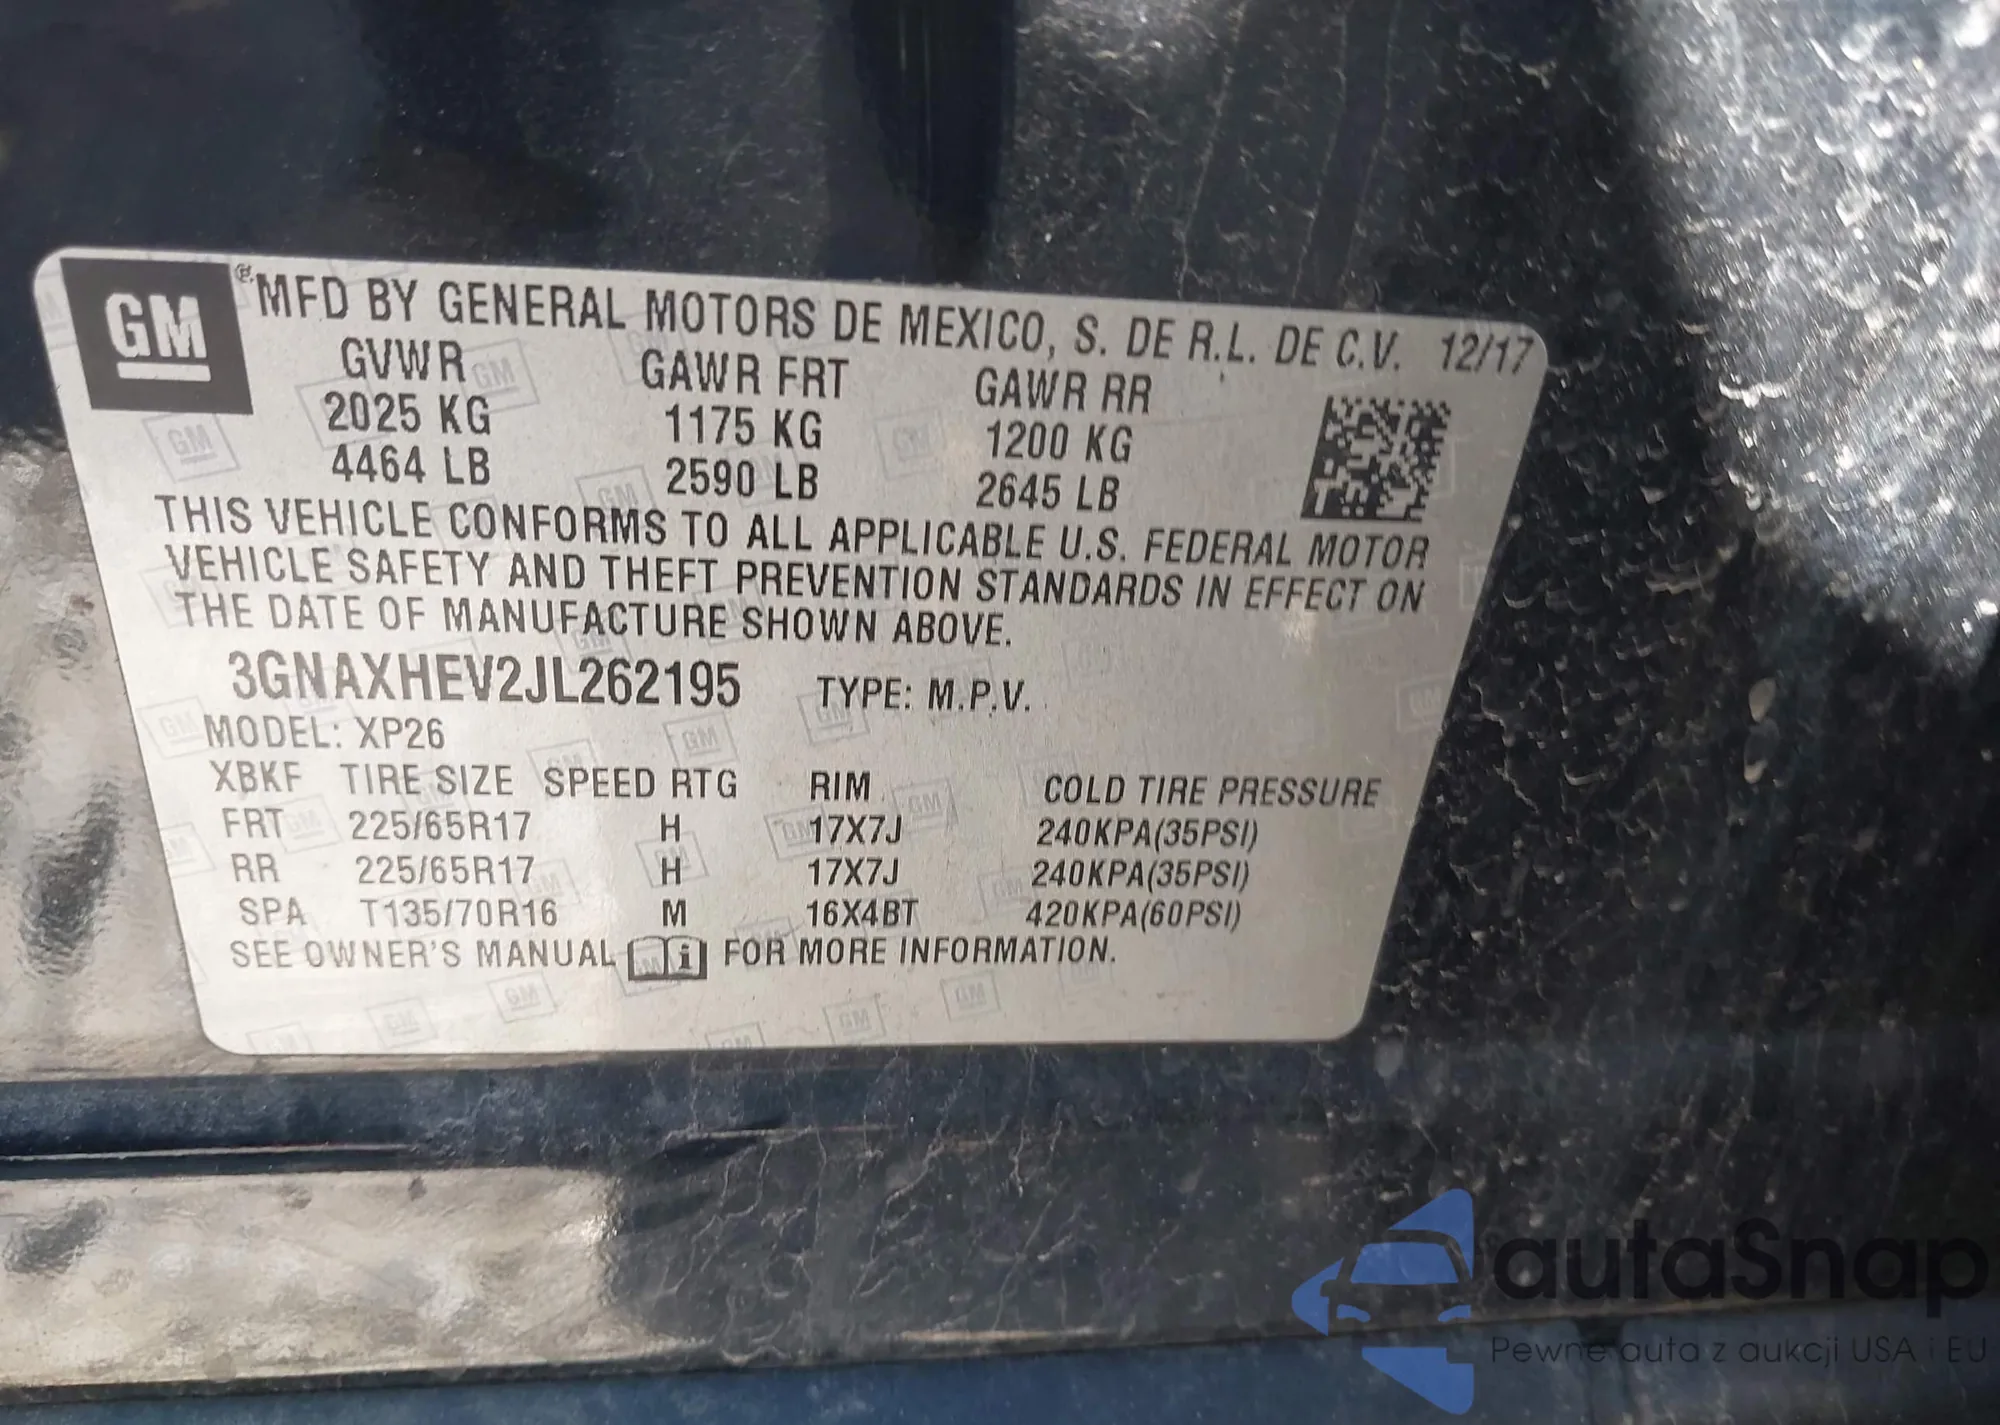 GM
MFD BY GENERAL MOTORS DE MEXICO, S. DE R.L. DE C.V. 12/17
GVWR GAWR FRT GAWR RR
2025 KG 1175 KG 1200 KG
4464 LB 2590 LB 2645 LB
THIS VEHICLE CONFORMS TO ALL APPLICABLE U.S. FEDERAL MOTOR
VEHICLE SAFETY AND THEFT PREVENTION STANDARDS IN EFFECT ON
THE DATE OF MANUFACTURE SHOWN ABOVE.
3GNAXHEV2JL262195 TYPE: M.P.V.
MODEL: XP26
XBKF TIRE SIZE SPEED RTG RIM COLD TIRE PRESSURE
FRT 225/65R17 H 17X7J 240KPA(35PSI)
RR 225/65R17 H 17X7J 240KPA(35PSI)
SPA T135/70R16 M 16X4BT 420KPA(60PSI)
SEE OWNER'S MANUAL i FOR MORE INFORMATION.
autaSnap
Pewne auta z aukcji USA i EU